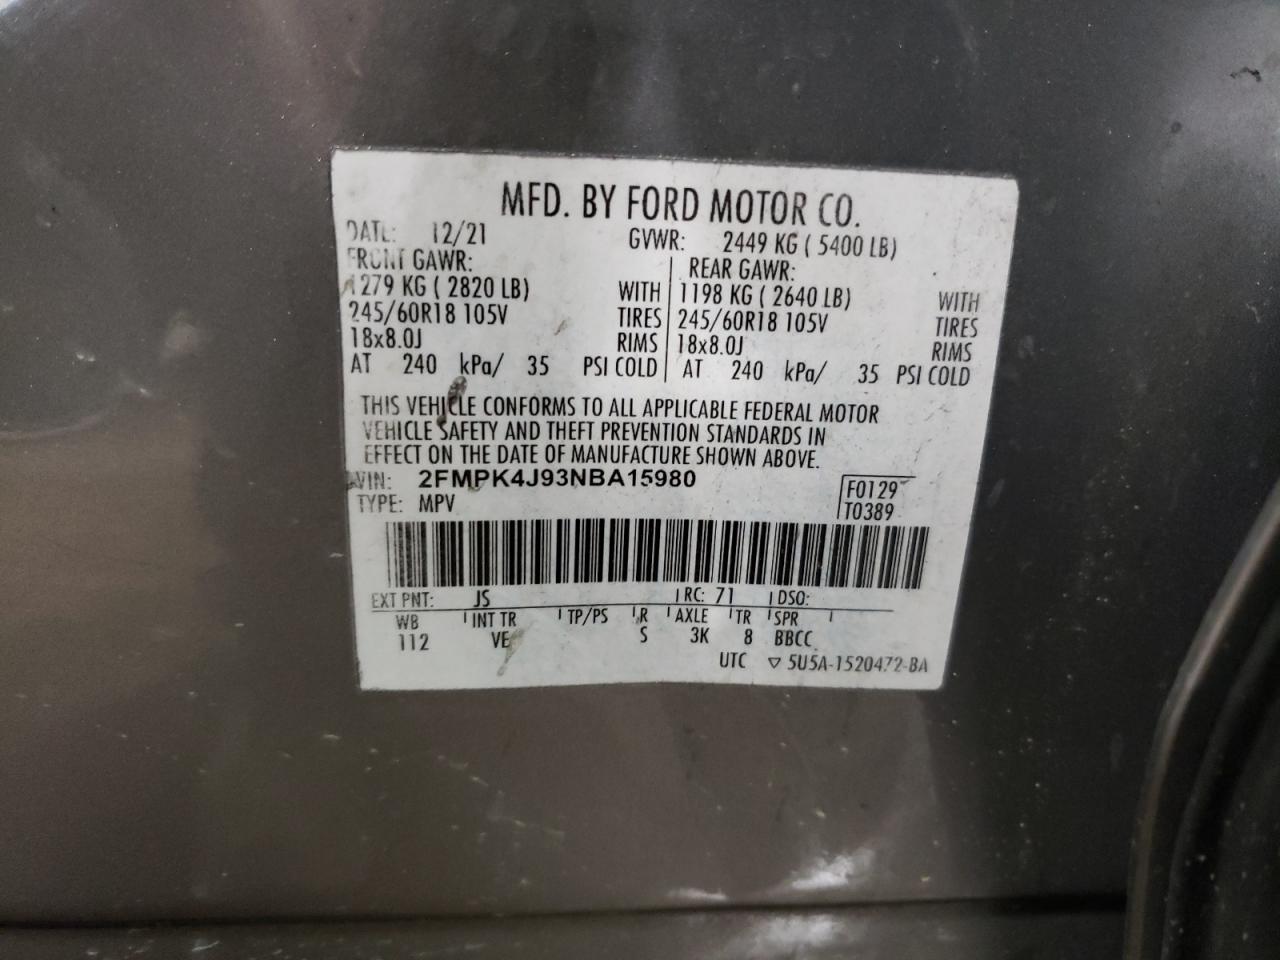 MFD. BY FORD MOTOR CO.
DATE: 12/21 GVWR: 2449 KG ( 5400 LB)
FRONT GAWR: REAR GAWR:
1279 KG ( 2820 LB) WITH 1198 KG ( 2640 LB) WITH
245/60R18 105V TIRES 245/60R18 105V TIRES
18x8.0J RIMS 18x8.0J RIMS
AT 240 kPa/ 35 PSI COLD AT 240 kPa/ 35 PSI COLD
THIS VEHICLE CONFORMS TO ALL APPLICABLE FEDERAL MOTOR
VEHICLE SAFETY AND THEFT PREVENTION STANDARDS IN
EFFECT ON THE DATE OF MANUFACTURE SHOWN ABOVE.
VIN: 2FMPK4J93NBA15980
TYPE: MPV
F0129
T0389
EXT PNT: JS RC: 71 DSO:
WB INT TR TP/PS R AXLE TR SPR
112 VE S 3K 8 BBCC
UTC ▽ 5U5A-1520472-BA